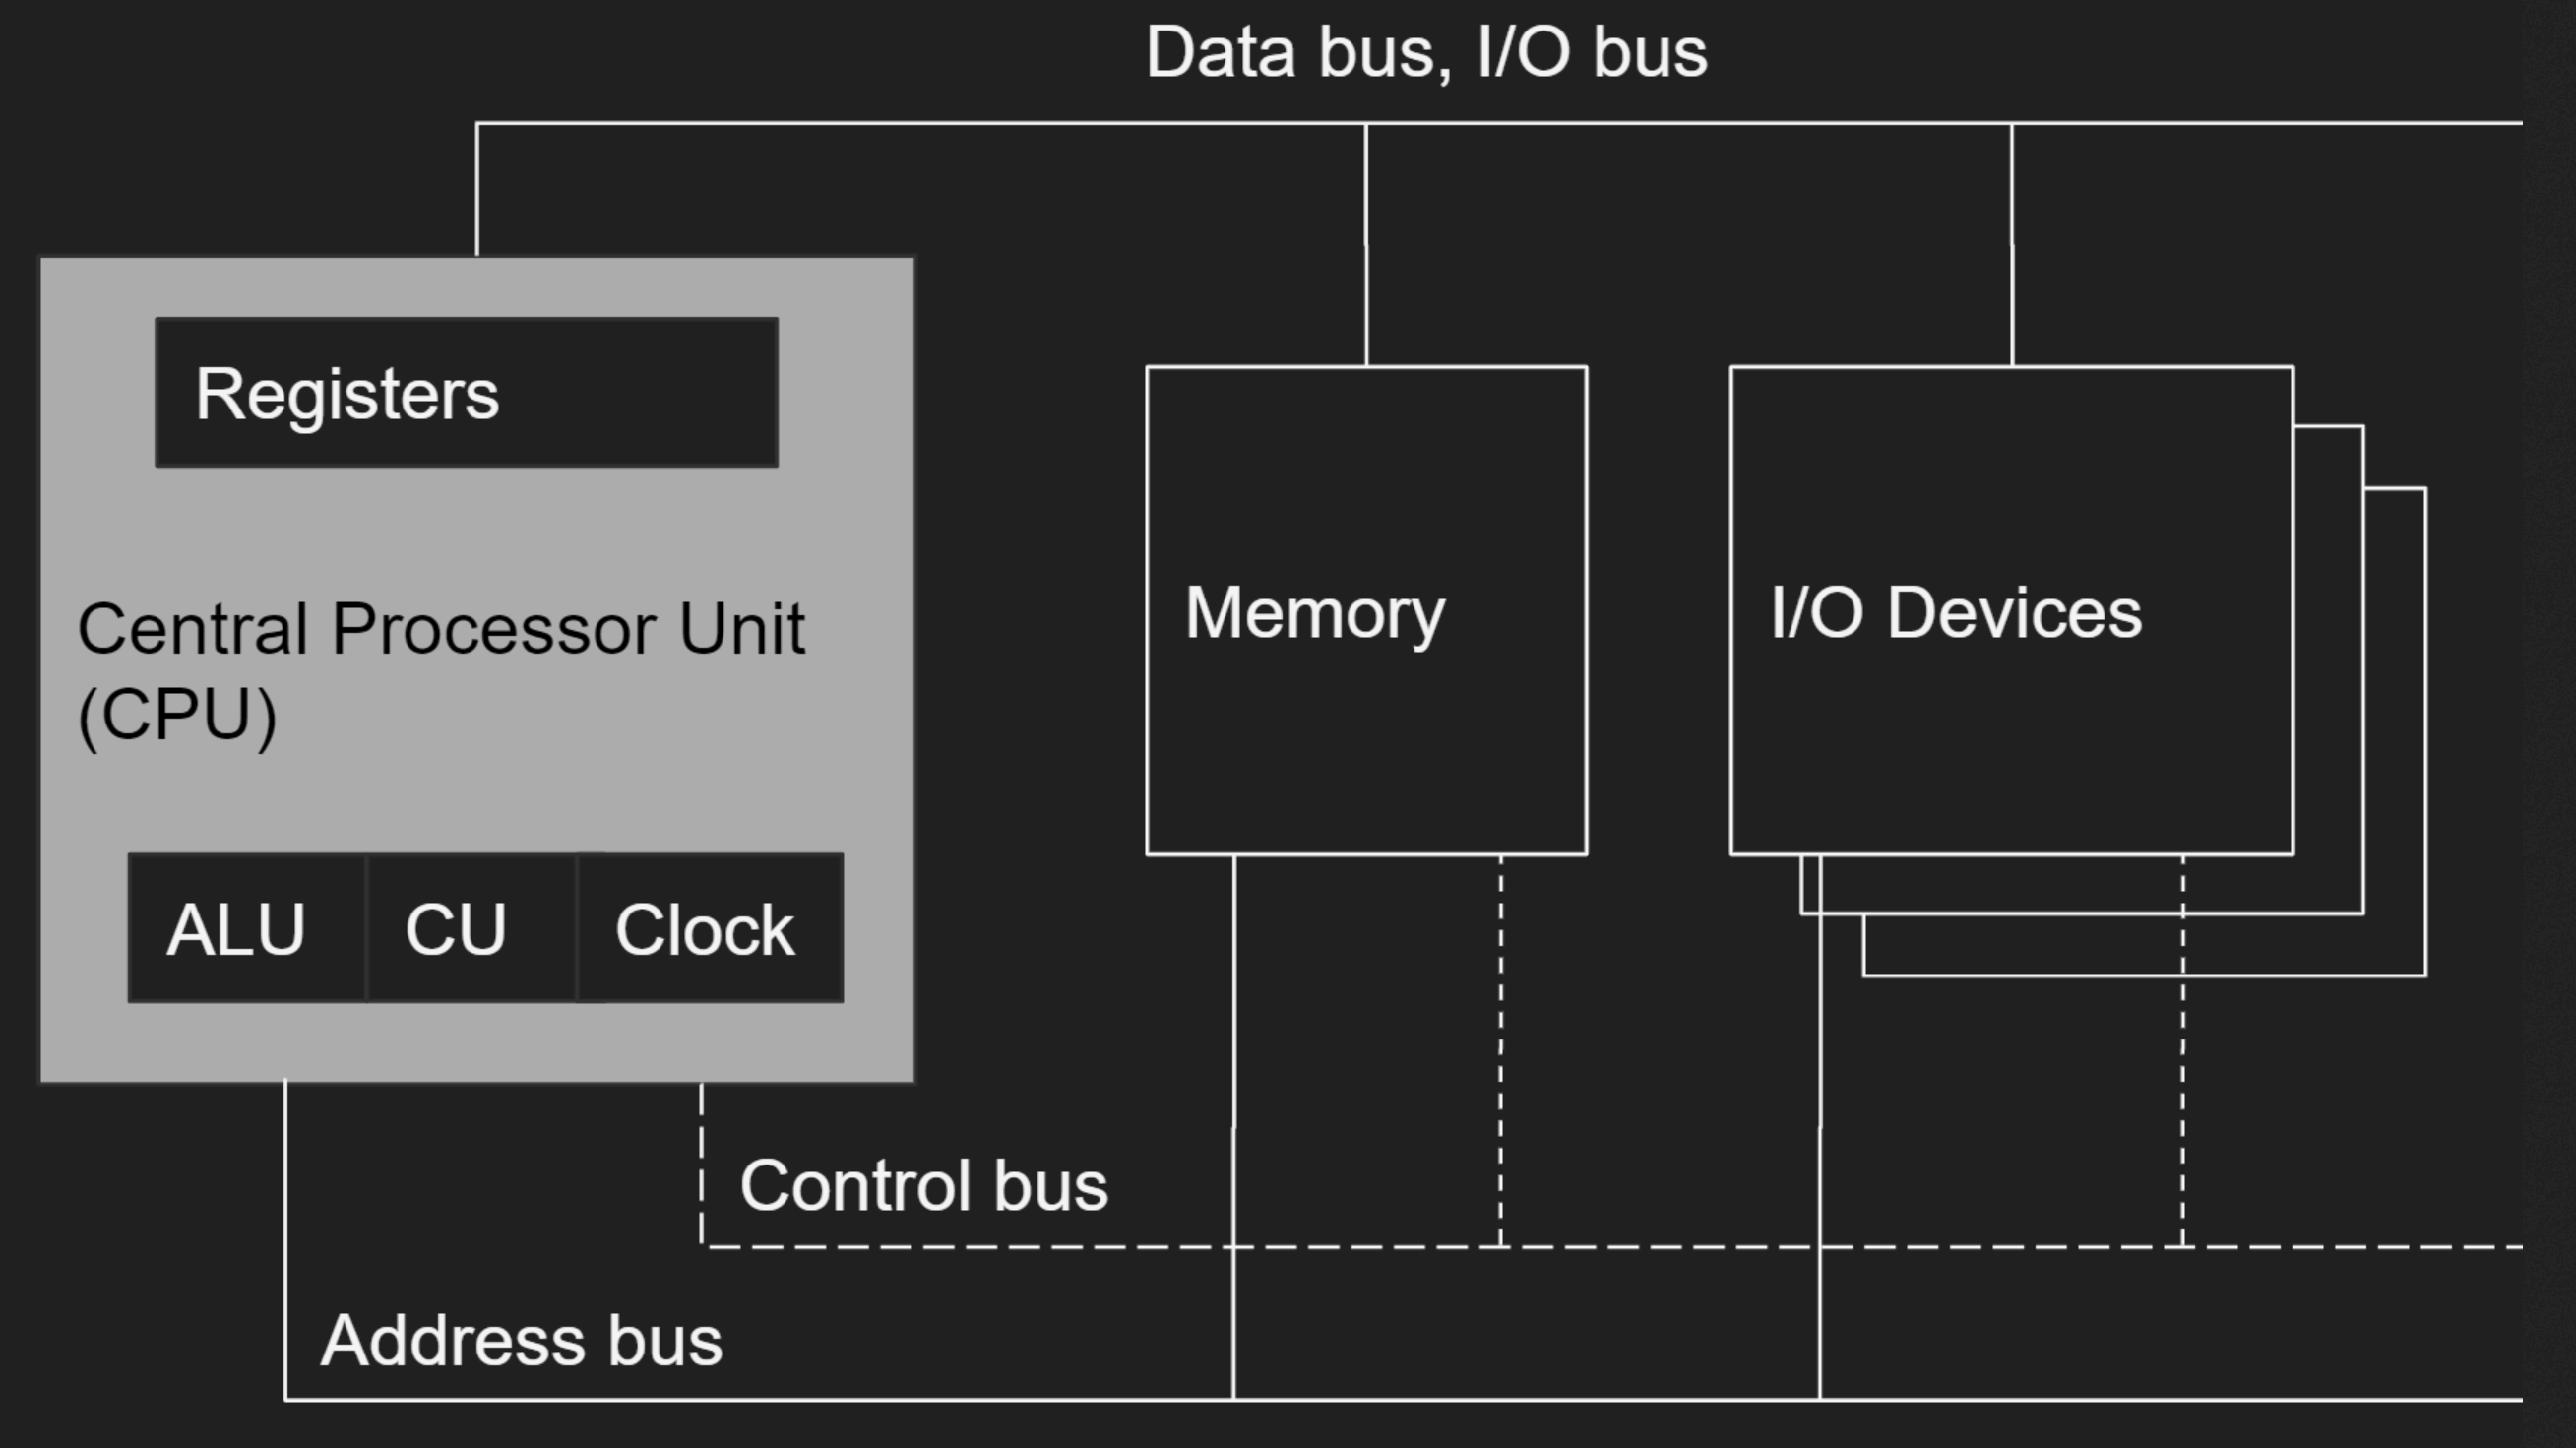 Data bus, I/O bus
Registers
Central Processor Unit
(CPU)
Memory
I/O Devices
ALU
CU
Clock
Control bus
Address bus